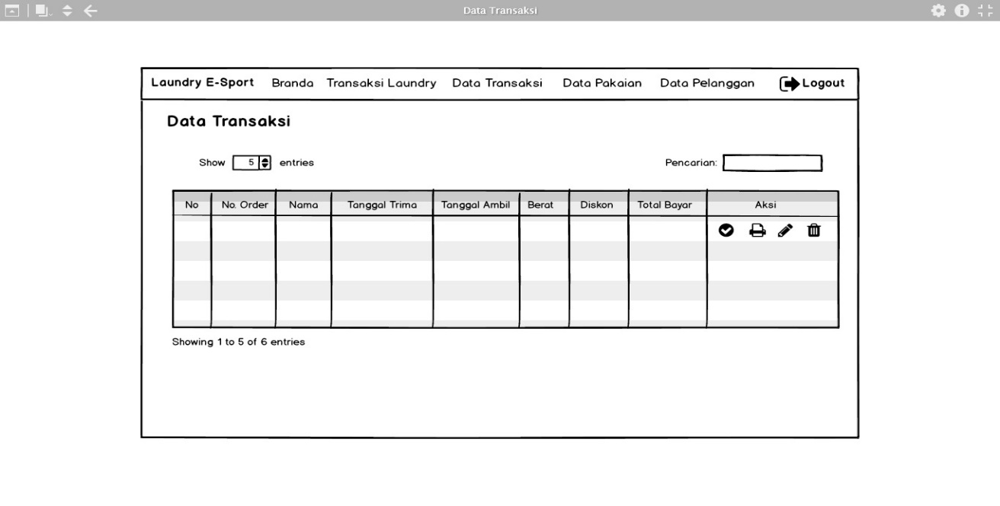 Data Transaksi
Laundry E-Sport Branda Transaksi Laundry Data Transaksi Data Pakaian Data Pelanggan Logout
Data Transaksi
Show 5 entries Pencarian:
No No. Order Nama Tanggal Trima Tanggal Ambil Berat Diskon Total Bayar Aksi
Showing 1 to 5 of 6 entries